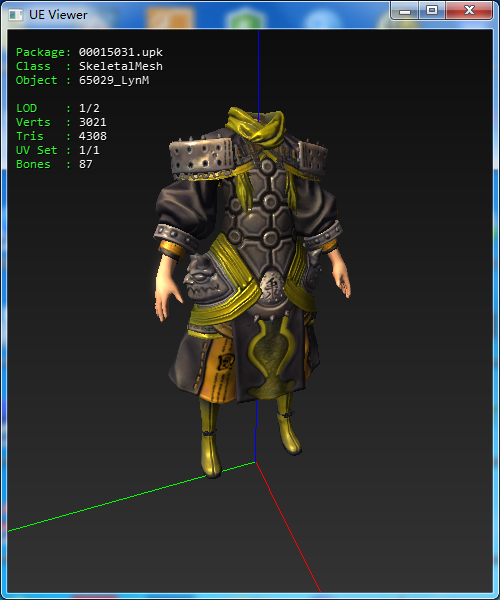 UE Viewer
Package: 00015031.upk
Class : SkeletalMesh
Object : 65029_LynM
LOD : 1/2
Verts : 3021
Tris : 4308
UV Set : 1/1
Bones : 87